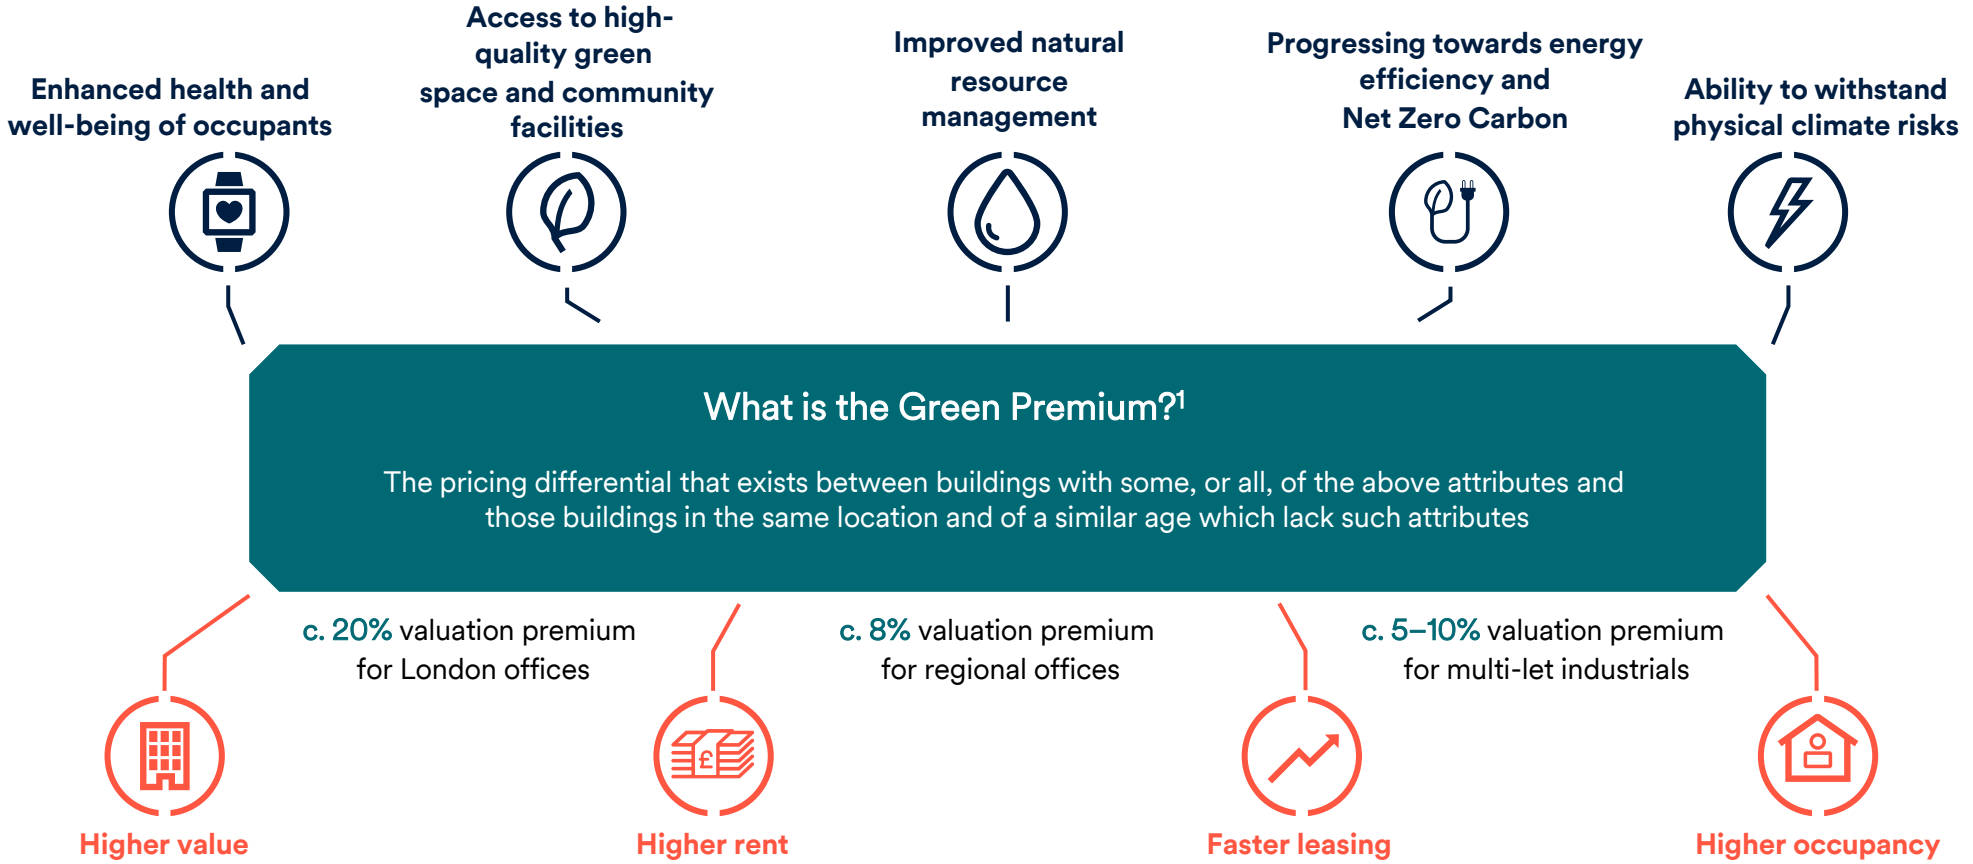 Enhanced health and
well-being of occupants
Access to high-
quality green
space and community
facilities
Improved natural
resource
management
Progressing towards energy
efficiency and
Net Zero Carbon
Ability to withstand
physical climate risks
What is the Green Premium?¹
The pricing differential that exists between buildings with some, or all, of the above attributes and
those buildings in the same location and of a similar age which lack such attributes
c. 20% valuation premium
for London offices
c. 8% valuation premium
for regional offices
c. 5–10% valuation premium
for multi-let industrials
£
Higher value
Higher rent
Faster leasing
Higher occupancy